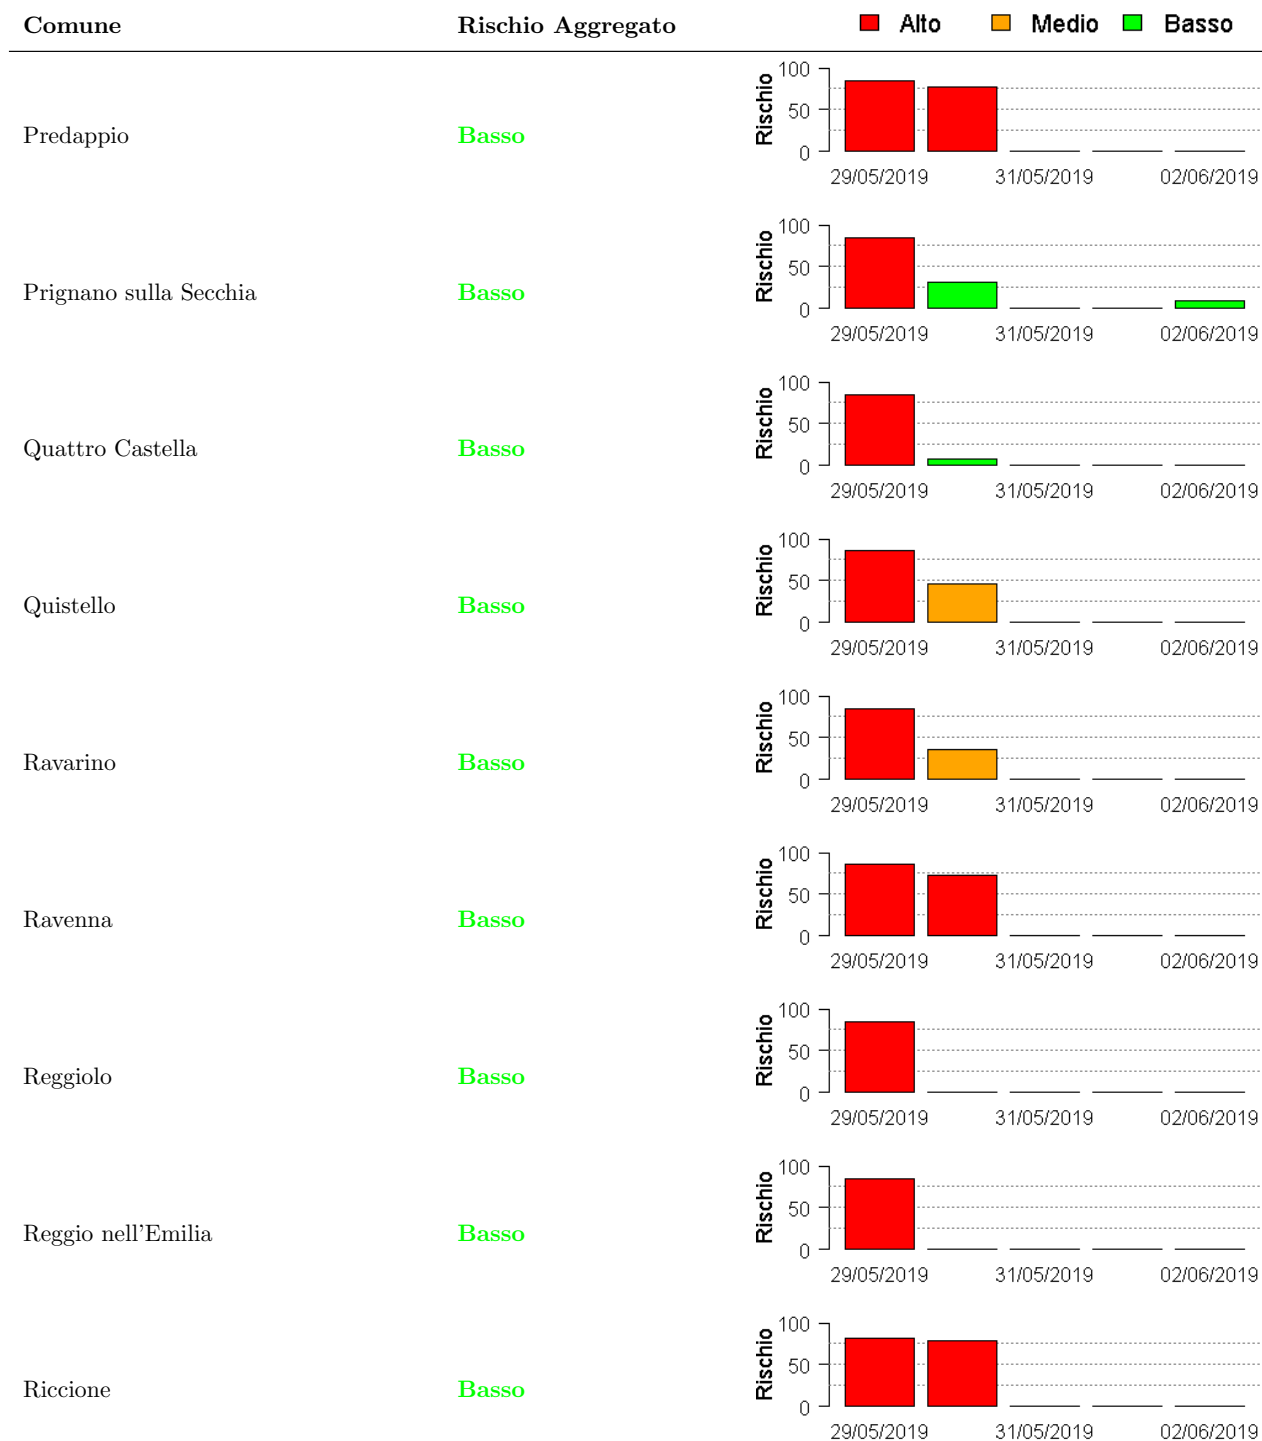 Comune Rischio Aggregato Alto Medio Basso
100
50
0
Rischio
Predappio Basso
29/05/2019 31/05/2019 02/06/2019
100
50
0
Rischio
Prignano sulla Secchia Basso
29/05/2019 31/05/2019 02/06/2019
100
50
0
Rischio
Quattro Castella Basso
29/05/2019 31/05/2019 02/06/2019
100
50
0
Rischio
Quistello Basso
29/05/2019 31/05/2019 02/06/2019
100
50
0
Rischio
Ravarino Basso
29/05/2019 31/05/2019 02/06/2019
100
50
0
Rischio
Ravenna Basso
29/05/2019 31/05/2019 02/06/2019
100
50
0
Rischio
Reggiolo Basso
29/05/2019 31/05/2019 02/06/2019
100
50
0
Rischio
Reggio nell'Emilia Basso
29/05/2019 31/05/2019 02/06/2019
100
50
0
Rischio
Riccione Basso
29/05/2019 31/05/2019 02/06/2019